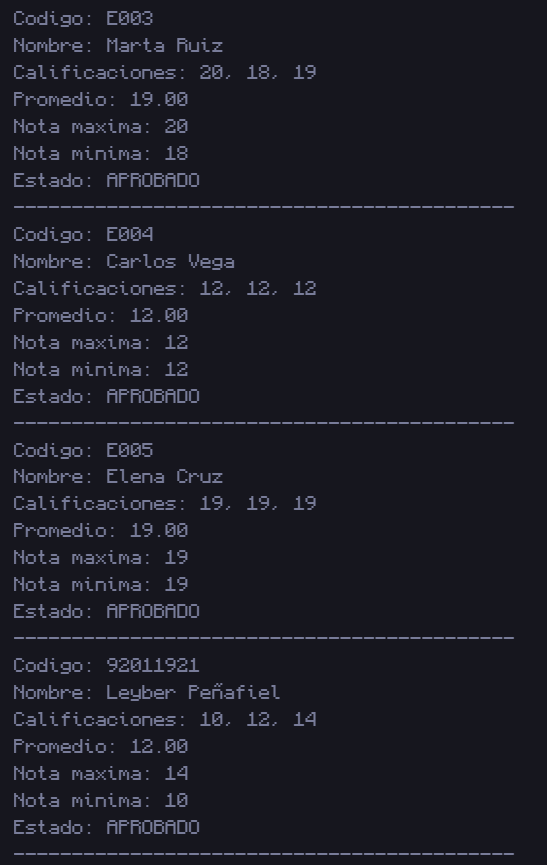 Codigo: E003
Nombre: Marta Ruiz
Calificaciones: 20, 18, 19
Promedio: 19.00
Nota maxima: 20
Nota minima: 18
Estado: APROBADO
-------------------------------------------
Codigo: E004
Nombre: Carlos Vega
Calificaciones: 12, 12, 12
Promedio: 12.00
Nota maxima: 12
Nota minima: 12
Estado: APROBADO
-------------------------------------------
Codigo: E005
Nombre: Elena Cruz
Calificaciones: 19, 19, 19
Promedio: 19.00
Nota maxima: 19
Nota minima: 19
Estado: APROBADO
-------------------------------------------
Codigo: 92011921
Nombre: Leyber Peñafiel
Calificaciones: 10, 12, 14
Promedio: 12.00
Nota maxima: 14
Nota minima: 10
Estado: APROBADO
-------------------------------------------